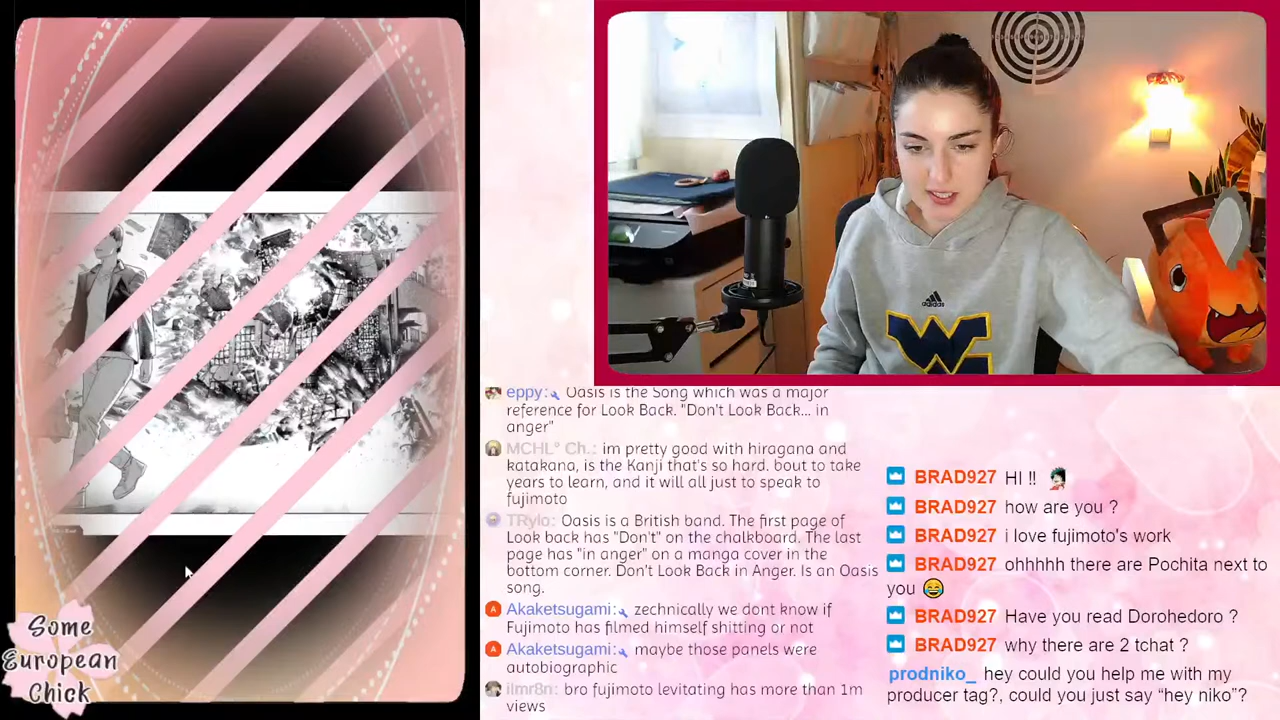 Some
European
Chick
adidas
eppy: Oasis is the Song which was a major
reference for Look Back. "Don't Look Back... in
anger"
MCHL° Ch.: im pretty good with hiragana and
katakana, is the Kanji that's so hard. bout to take
years to learn, and it will all just to speak to
fujimoto
TRylo: Oasis is a British band. The first page of
Look back has "Don't" on the chalkboard. The last
page has "in anger" on a manga cover in the
bottom corner. Don't Look Back in Anger. Is an Oasis
song.
A Akaketsugami: zechnically we dont know if
Fujimoto has filmed himself shitting or not
A Akaketsugami: maybe those panels were
autobiographic
ilmr8n: bro fujimoto levitating has more than 1m
views
BRAD927 HI !!
BRAD927 how are you ?
BRAD927 i love fujimoto's work
BRAD927 ohhhhh there are Pochita next to
you 😂
BRAD927 Have you read Dorohedoro ?
BRAD927 why there are 2 tchat ?
prodniko_ hey could you help me with my
producer tag?, could you just say “hey niko”?